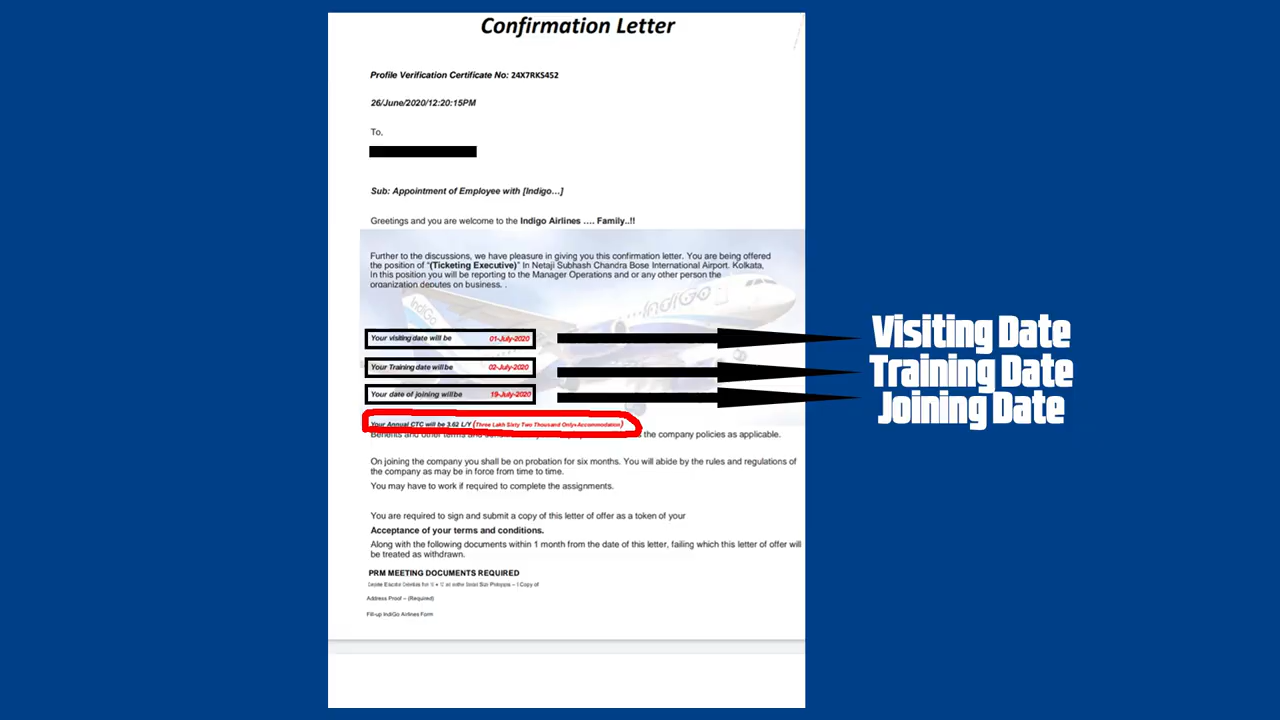 Confirmation Letter
Profile Verification Certificate No: 24X7RKS452
26/June/2020/12:20:15PM
To,
Sub: Appointment of Employee with [Indigo...]
Greetings and you are welcome to the Indigo Airlines .... Family..!!
Further to the discussions, we have pleasure in giving you this confirmation letter. You are being offered
the position of "(Ticketing Executive)" In Netaji Subhash Chandra Bose International Airport. Kolkata,
In this position you will be reporting to the Manager Operations and or any other person the
organization deputes on business. .
IndiGo
IndiGo
Your visiting date will be 01-July-2020
Visiting Date
Your Training date will be 02-July-2020
Training Date
Your date of joining will be 19-July-2020
Joining Date
Your Annual CTC will be 3.62 L/Y (Three Lakh Sixty Two Thousand Only+Accommodation)
Benefits and other terms and the company policies as applicable.
On joining the company you shall be on probation for six months. You will abide by the rules and regulations of
the company as may be in force from time to time.
You may have to work if required to complete the assignments.
You are required to sign and submit a copy of this letter of offer as a token of your
Acceptance of your terms and conditions.
Along with the following documents within 1 month from the date of this letter, failing which this letter of offer will
be treated as withdrawn.
PRM MEETING DOCUMENTS REQUIRED
Size – 1 Copy of
Address Proof – (Required)
Fill-up IndiGo Airlines Form